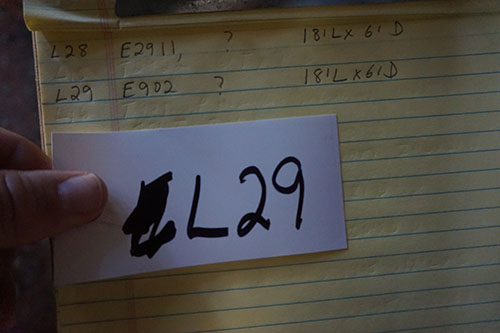 L28 E2911, ? 18'L x 6'D
L29 E902 ? 18'L x 6'D
L29